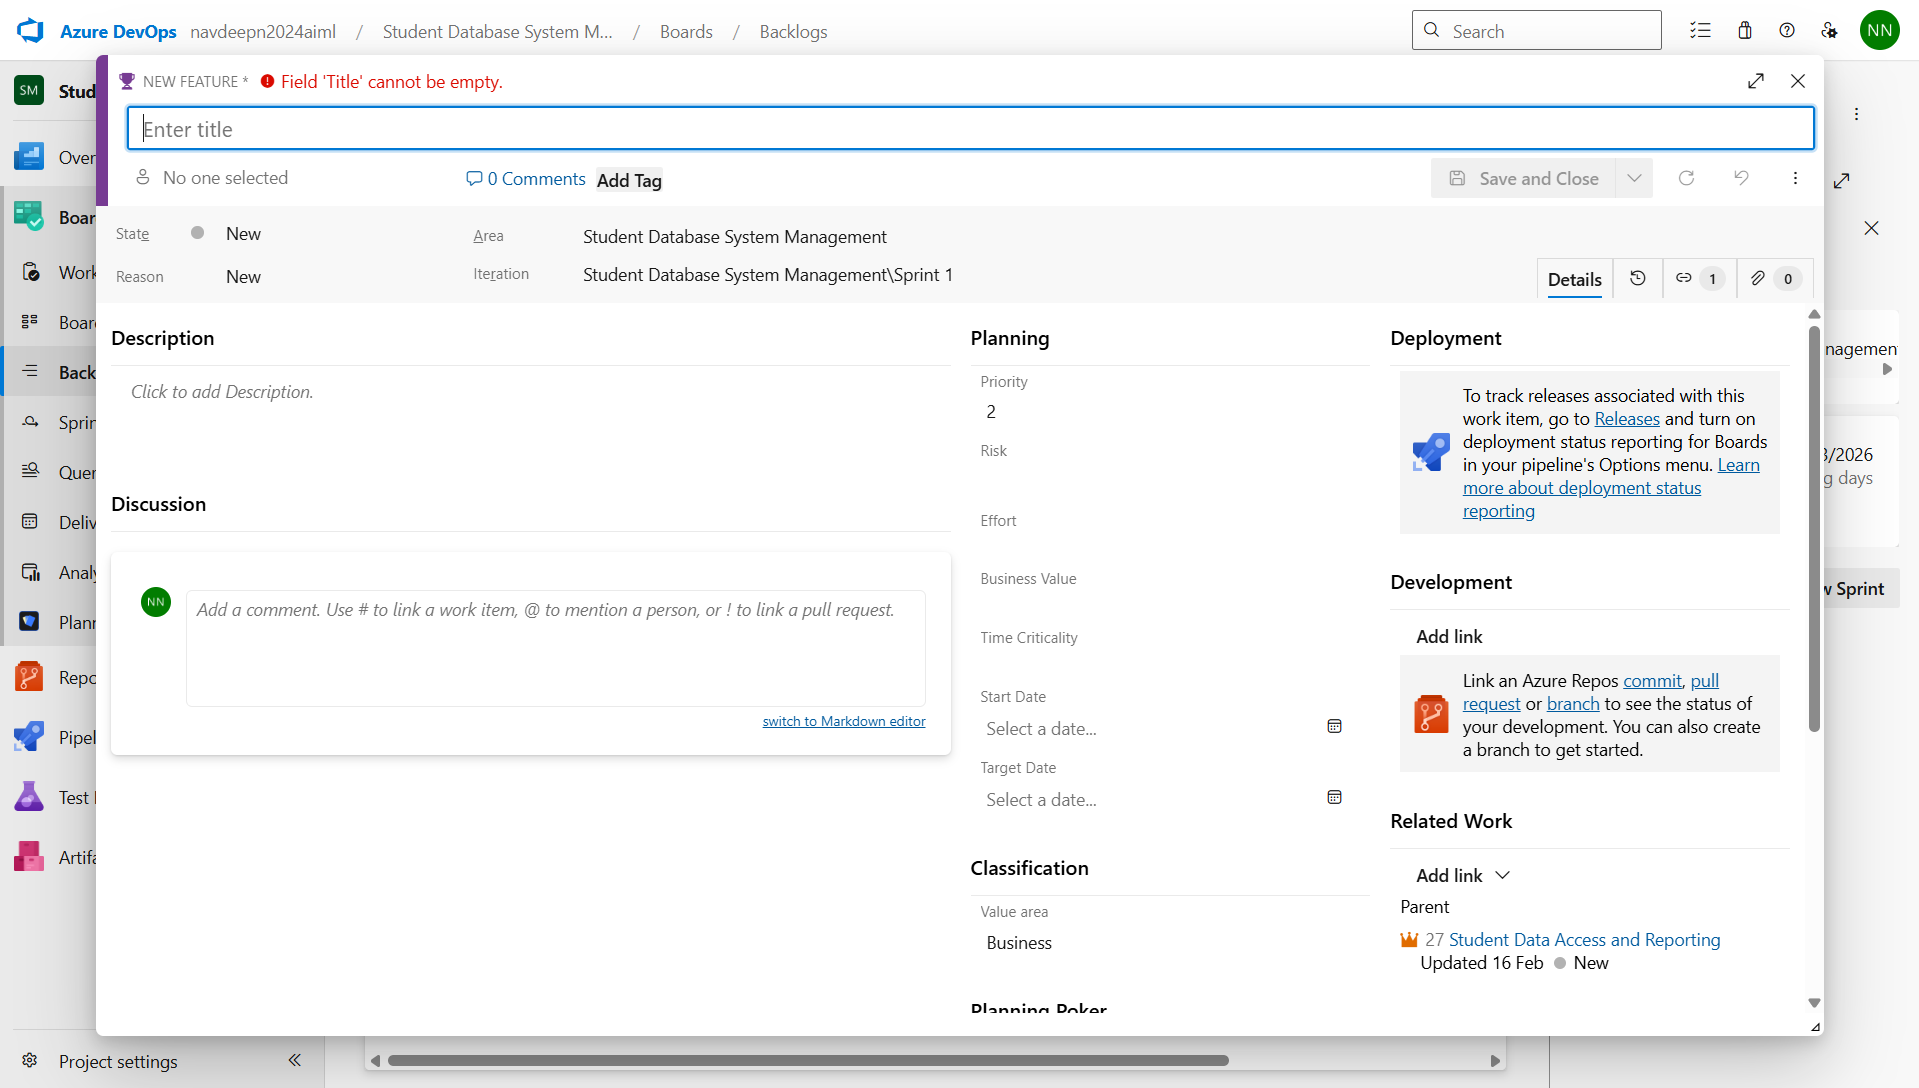 Azure DevOps navdeepn2024aiml / Student Database System M... / Boards / Backlogs
Search
NN
SM Stud
NEW FEATURE * Field 'Title' cannot be empty.
Enter title
No one selected
0 Comments
Add Tag
Save and Close
State New
Reason New
Area Student Database System Management
Iteration Student Database System Management\Sprint 1
Details
1
0
Over
Boar
Work
Boar
Back
Sprin
Quer
Deliv
Analy
Plann
Repo
Pipel
Test
Artifa
Project settings
Description
Click to add Description.
Discussion
NN
Add a comment. Use # to link a work item, @ to mention a person, or ! to link a pull request.
switch to Markdown editor
Planning
Priority
2
Risk
Effort
Business Value
Time Criticality
Start Date
Select a date...
Target Date
Select a date...
Classification
Value area
Business
Planning Poker
Deployment
To track releases associated with this
work item, go to Releases and turn on
deployment status reporting for Boards
in your pipeline's Options menu. Learn
more about deployment status
reporting
Development
Add link
Link an Azure Repos commit, pull
request or branch to see the status of
your development. You can also create
a branch to get started.
Related Work
Add link
Parent
27 Student Data Access and Reporting
Updated 16 Feb New
nagemen
3/2026
g days
w Sprint